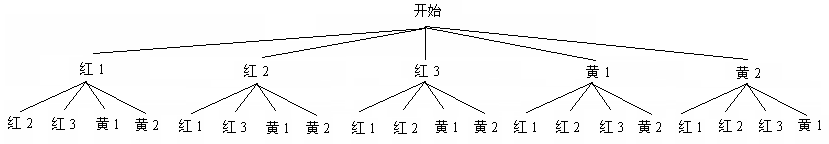 开始
红 1 红 2 红 3 黄 1 黄 2
红 2 红 3 黄 1 黄 2 红 1 红 3 黄 1 黄 2 红 1 红 2 黄 1 黄 2 红 1 红 2 红 3 黄 2 红 1 红 2 红 3 黄 1